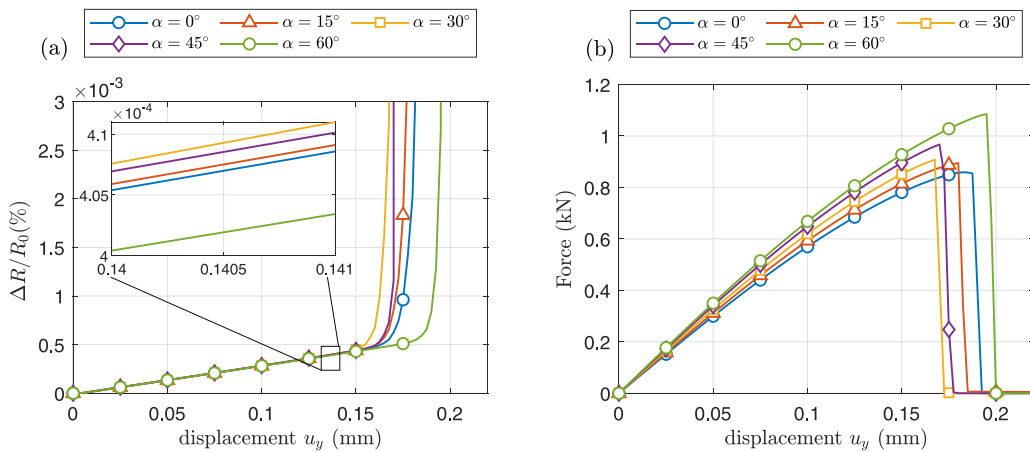 α = 0° α = 15° α = 30°
α = 45° α = 60°
(a)
×10⁻³
3
2.5
2
1.5
1
0.5
0
ΔR/R₀(%)
×10⁻⁴
4.1
4.05
4
0.14 0.1405 0.141
0 0.05 0.1 0.15 0.2
displacement u_y (mm)
α = 0° α = 15° α = 30°
α = 45° α = 60°
(b)
1.2
1
0.8
0.6
0.4
0.2
0
Force (kN)
0 0.05 0.1 0.15 0.2
displacement u_y (mm)